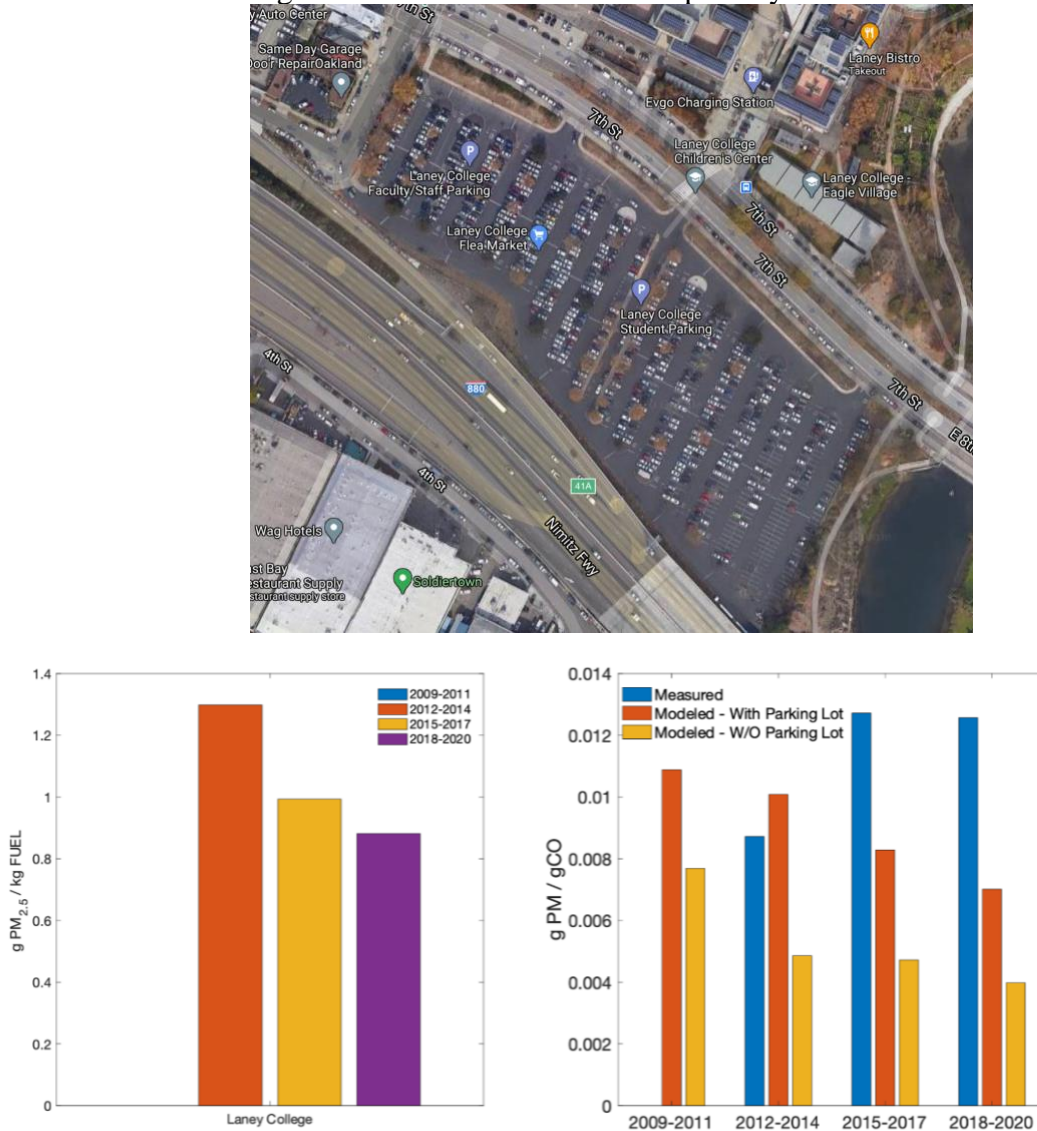 y Auto Center
7th St
Same Day Garage
Door RepairOakland
Laney Bistro
Takeout
Evgo Charging Station
7th St
Laney College
Children's Center
Laney College
Faculty/Staff Parking
Laney College -
Eagle Village
Laney College
Flea Market
7th St
7th St
Laney College
Student Parking
4th St
880
7th St
E 8th
41A
4th St
Nimitz Fwy
Wag Hotels
st Bay
estaurant Supply
staurant supply store
Soldiertown
1.4
1.2
1
0.8
0.6
0.4
0.2
0
g PM2.5 / kg FUEL
2009-2011
2012-2014
2015-2017
2018-2020
Laney College
0.014
0.012
0.01
0.008
0.006
0.004
0.002
0
g PM / gCO
Measured
Modeled - With Parking Lot
Modeled - W/O Parking Lot
2009-2011 2012-2014 2015-2017 2018-2020